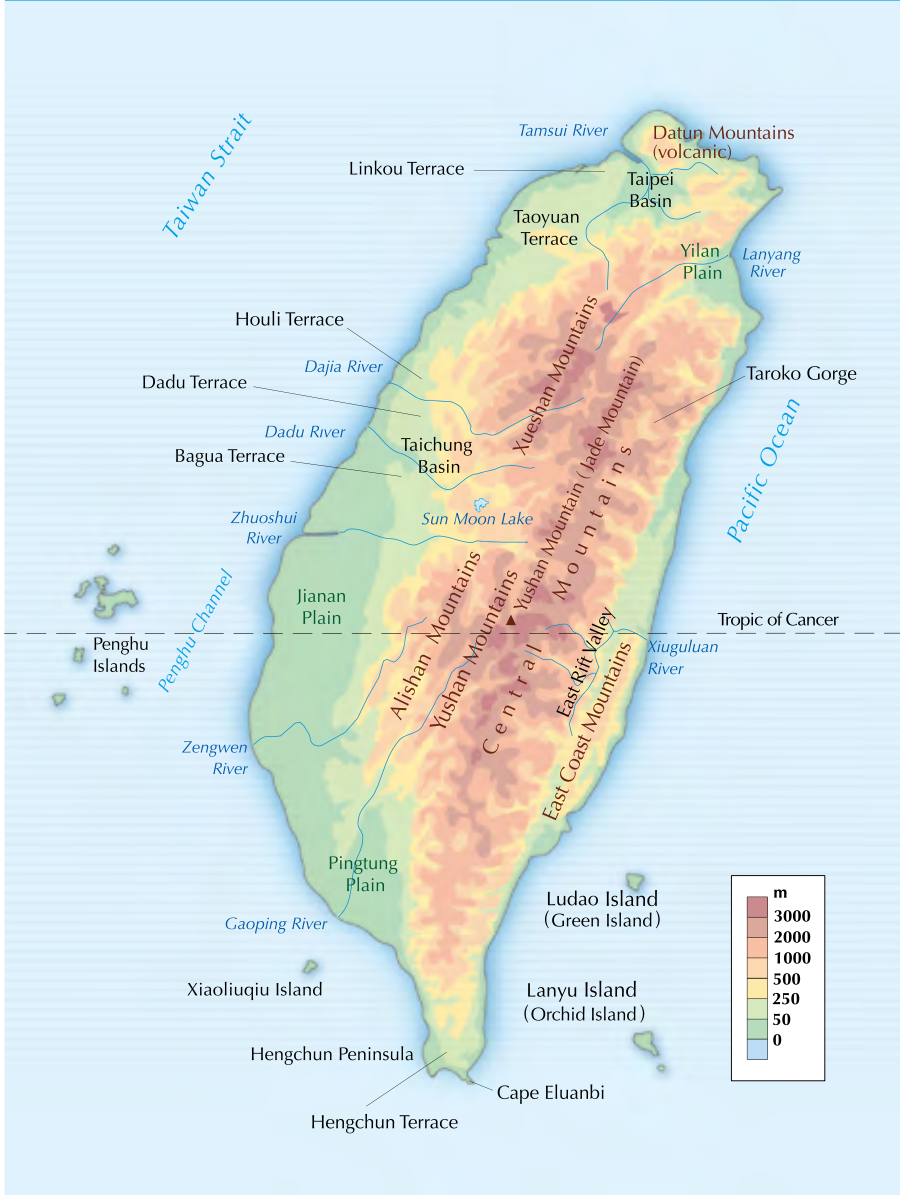 Taiwan Strait
Tamsui River
Datun Mountains
(volcanic)
Linkou Terrace
Taipei
Basin
Taoyuan
Terrace
Yilan
Plain
Lanyang
River
Houli Terrace
Dajia River
Xueshan Mountains
Dadu Terrace
Taroko Gorge
Dadu River
Taichung
Basin
Bagua Terrace
Pacific Ocean
Yushan Mountain (Jade Mountain)
Zhuoshui
River
Sun Moon Lake
Central Mountains
Jianan
Plain
Penghu Channel
Alishan Mountains
Yushan Mountains
East Rift Valley
Tropic of Cancer
Penghu
Islands
Xiuguluan
River
East Coast Mountains
Zengwen
River
Pingtung
Plain
Gaoping River
Ludao Island
(Green Island)
m
3000
2000
1000
500
250
50
0
Xiaoliuqiu Island
Lanyu Island
(Orchid Island)
Hengchun Peninsula
Cape Eluanbi
Hengchun Terrace